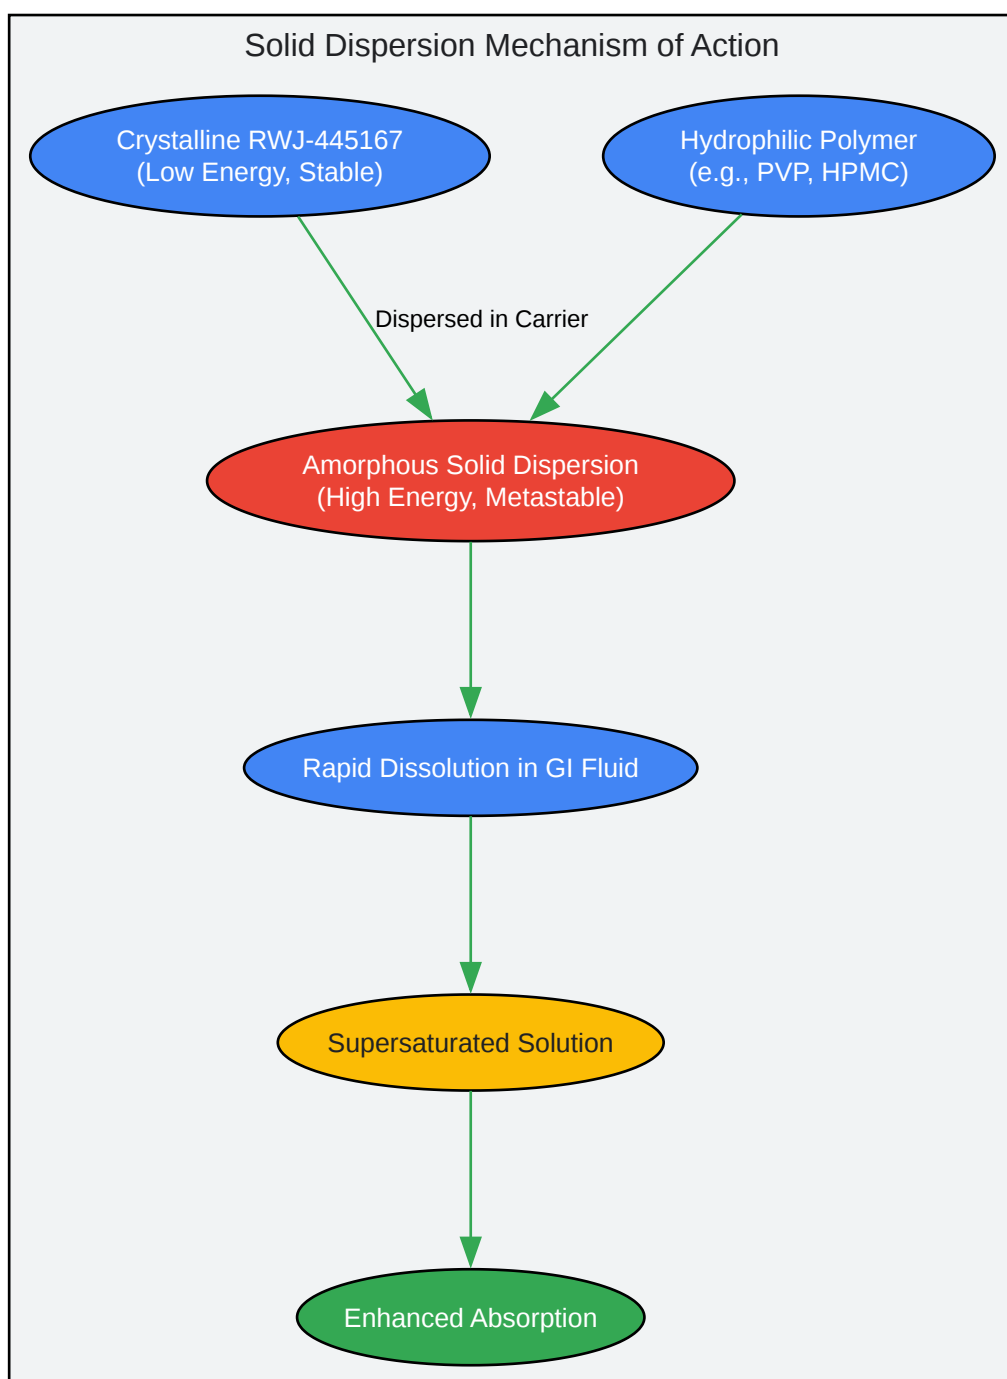 Solid Dispersion Mechanism of Action
Crystalline RWJ-445167
(Low Energy, Stable)
Hydrophilic Polymer
(e.g., PVP, HPMC)
Dispersed in Carrier
Amorphous Solid Dispersion
(High Energy, Metastable)
Rapid Dissolution in GI Fluid
Supersaturated Solution
Enhanced Absorption